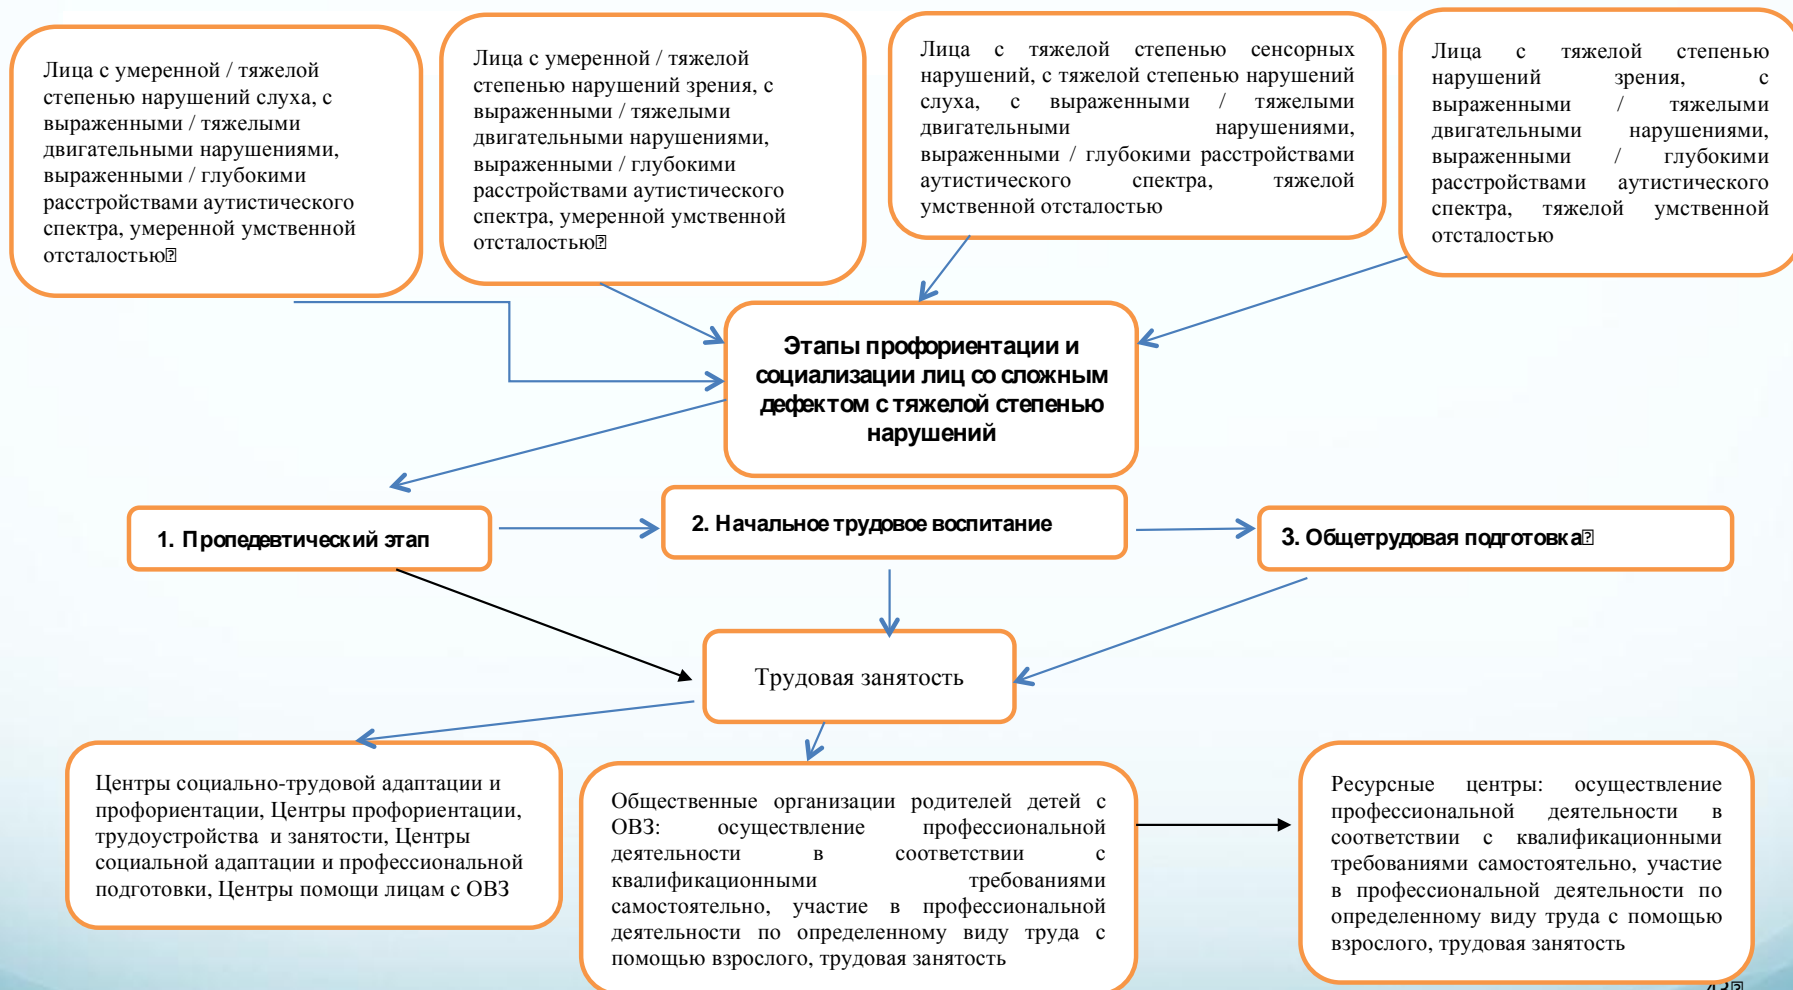 Лица с умеренной / тяжелой
степенью нарушений слуха, с
выраженными / тяжелыми
двигательными нарушениями,
выраженными / глубокими
расстройствами аутистического
спектра, умеренной умственной
отсталостью
Лица с умеренной / тяжелой
степенью нарушений зрения, с
выраженными / тяжелыми
двигательными нарушениями,
выраженными / глубокими
расстройствами аутистического
спектра, умеренной умственной
отсталостью
Лица с тяжелой степенью сенсорных
нарушений, с тяжелой степенью нарушений
слуха, с выраженными / тяжелыми
двигательными нарушениями,
выраженными / глубокими расстройствами
аутистического спектра, тяжелой
умственной отсталостью
Лица с тяжелой степенью
нарушений зрения, с
выраженными / тяжелыми
двигательными нарушениями,
выраженными / глубокими
расстройствами аутистического
спектра, тяжелой умственной
отсталостью
Этапы профориентации и
социализации лиц со сложным
дефектом с тяжелой степенью
нарушений
1. Пропедевтический этап
2. Начальное трудовое воспитание
3. Общетрудовая подготовка
Трудовая занятость
Центры социально-трудовой адаптации и
профориентации, Центры профориентации,
трудоустройства и занятости, Центры
социальной адаптации и профессиональной
подготовки, Центры помощи лицам с ОВЗ
Общественные организации родителей детей с
ОВЗ: осуществление профессиональной
деятельности в соответствии с
квалификационными требованиями
самостоятельно, участие в профессиональной
деятельности по определенному виду труда с
помощью взрослого, трудовая занятость
Ресурсные центры: осуществление
профессиональной деятельности в
соответствии с квалификационными
требованиями самостоятельно, участие
в профессиональной деятельности по
определенному виду труда с помощью
взрослого, трудовая занятость